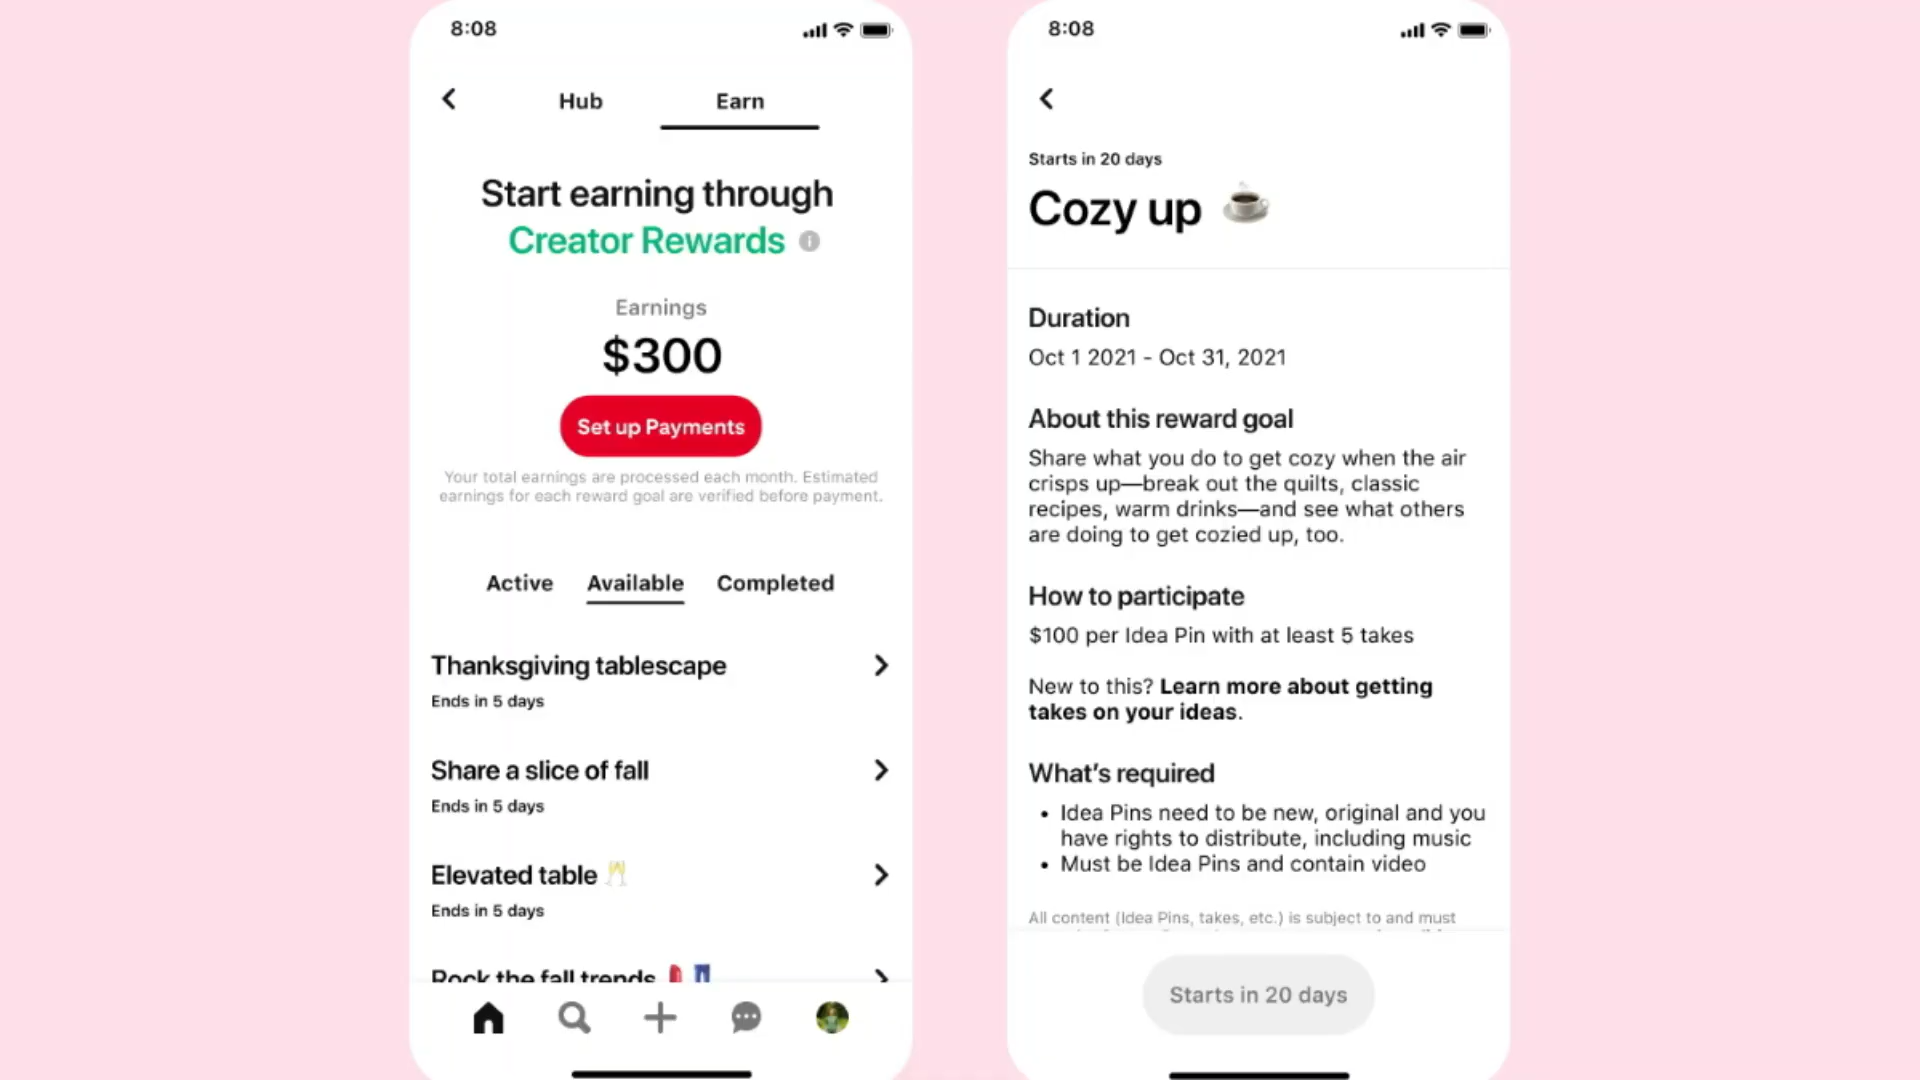 8:08
Hub
Earn
Start earning through
Creator Rewards
Earnings
$300
Set up Payments
Your total earnings are processed each month. Estimated
earnings for each reward goal are verified before payment.
Active
Available
Completed
Thanksgiving tablescape
Ends in 5 days
Share a slice of fall
Ends in 5 days
Elevated table
Ends in 5 days
Rock the fall trends
8:08
Starts in 20 days
Cozy up
Duration
Oct 1 2021 - Oct 31, 2021
About this reward goal
Share what you do to get cozy when the air
crisps up—break out the quilts, classic
recipes, warm drinks—and see what others
are doing to get cozied up, too.
How to participate
$100 per Idea Pin with at least 5 takes
New to this? Learn more about getting
takes on your ideas.
What's required
• Idea Pins need to be new, original and you
have rights to distribute, including music
• Must be Idea Pins and contain video
All content (Idea Pins, takes, etc.) is subject to and must
Starts in 20 days